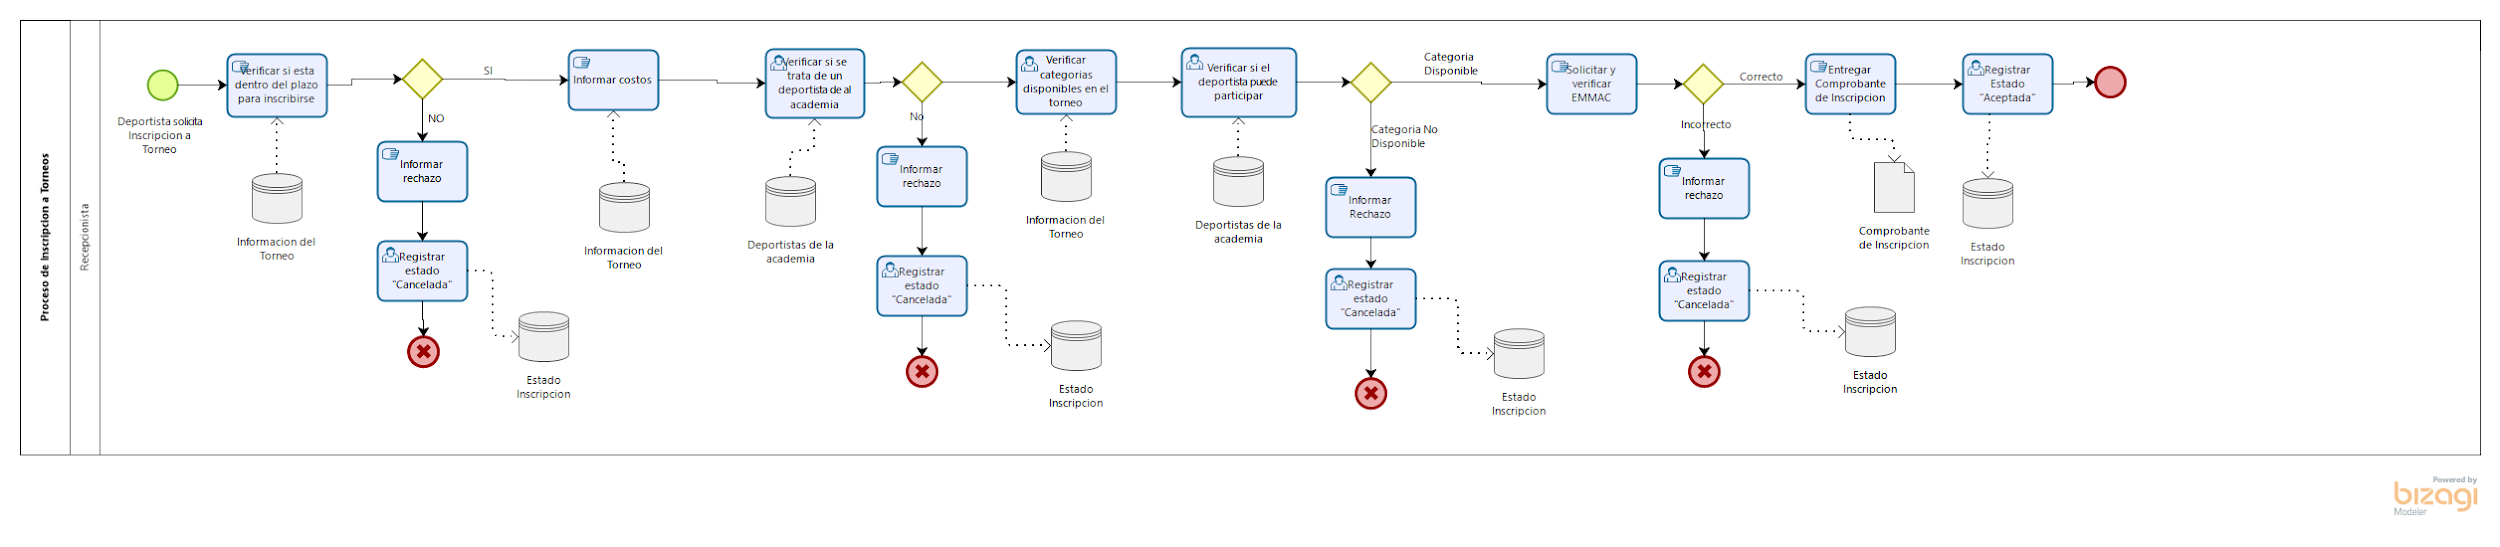 Proceso de Inscripcion a Torneos
Recepcionista
Deportista solicita
Inscripcion a
Torneo
Verificar si esta
dentro del plazo
para inscribirse
Informacion del
Torneo
SI
NO
Informar
rechazo
Registrar
estado
"Cancelada"
Estado
Inscripcion
Informar costos
Informacion del
Torneo
Verificar si se
trata de un
deportista de al
academia
Deportistas de la
academia
No
Informar
rechazo
Registrar
estado
"Cancelada"
Estado
Inscripcion
Verificar
categorias
disponibles en el
torneo
Informacion del
Torneo
Verificar si el
deportista puede
participar
Deportistas de la
academia
Categoria
Disponible
Categoria No
Disponible
Informar
Rechazo
Registrar
estado
"Cancelada"
Estado
Inscripcion
Solicitar y
verificar
EMMAC
Correcto
Incorrecto
Informar
rechazo
Registrar
estado
"Cancelada"
Estado
Inscripcion
Entregar
Comprobante
de Inscripcion
Comprobante
de Inscripcion
Registrar
Estado
"Aceptada"
Estado
Inscripcion
Powered by
bizagi
Modeler